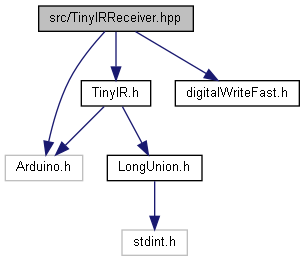 src/TinyIRReceiver.hpp
TinyIR.h
digitalWriteFast.h
Arduino.h
LongUnion.h
stdint.h